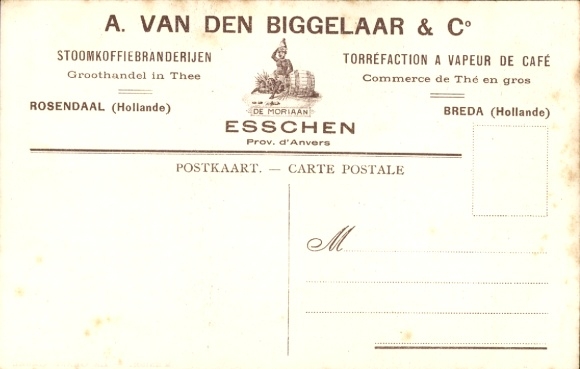 A. VAN DEN BIGGELAAR & Cº
STOOMKOFFIEBRANDERIJEN
Groothandel in Thee
ROSENDAAL (Hollande)
TORRÉFACTION A VAPEUR DE CAFÉ
Commerce de Thé en gros
BREDA (Hollande)
DE MORIAAN
ESSCHEN
Prov. d'Anvers
POSTKAART. — CARTE POSTALE
M